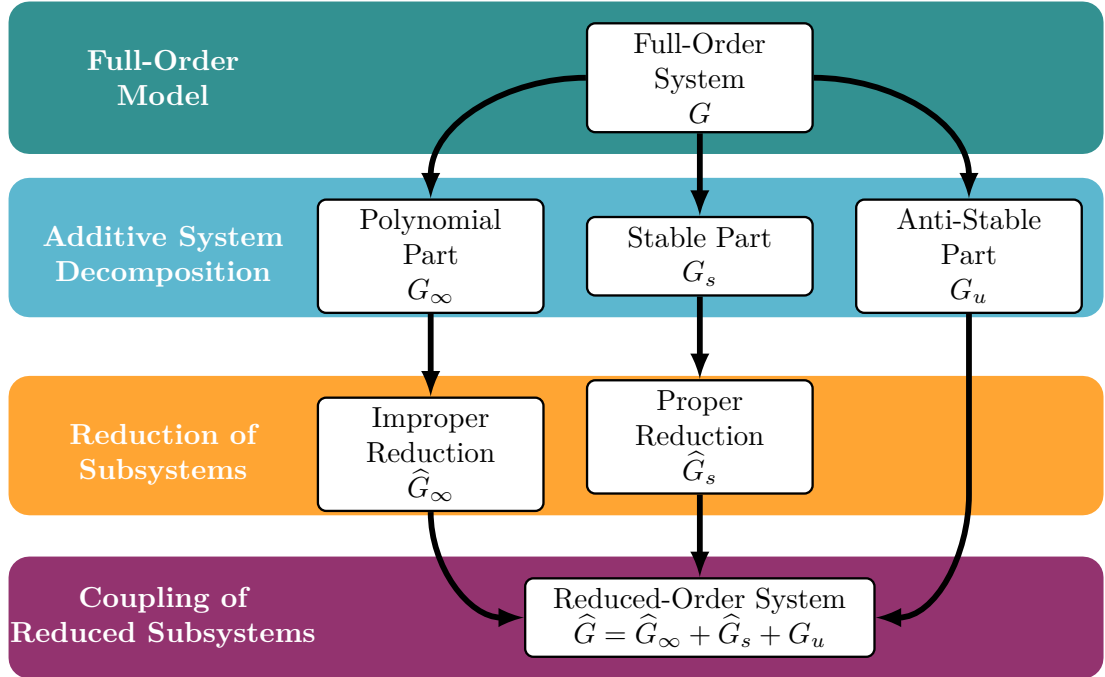 Full-Order
Model
Full-Order
System
G
Additive System
Decomposition
Polynomial
Part
G∞
Stable Part
Gₛ
Anti-Stable
Part
Gᵤ
Reduction of
Subsystems
Improper
Reduction
Ĝ∞
Proper
Reduction
Ĝₛ
Coupling of
Reduced Subsystems
Reduced-Order System
Ĝ = Ĝ∞ + Ĝₛ + Gᵤ